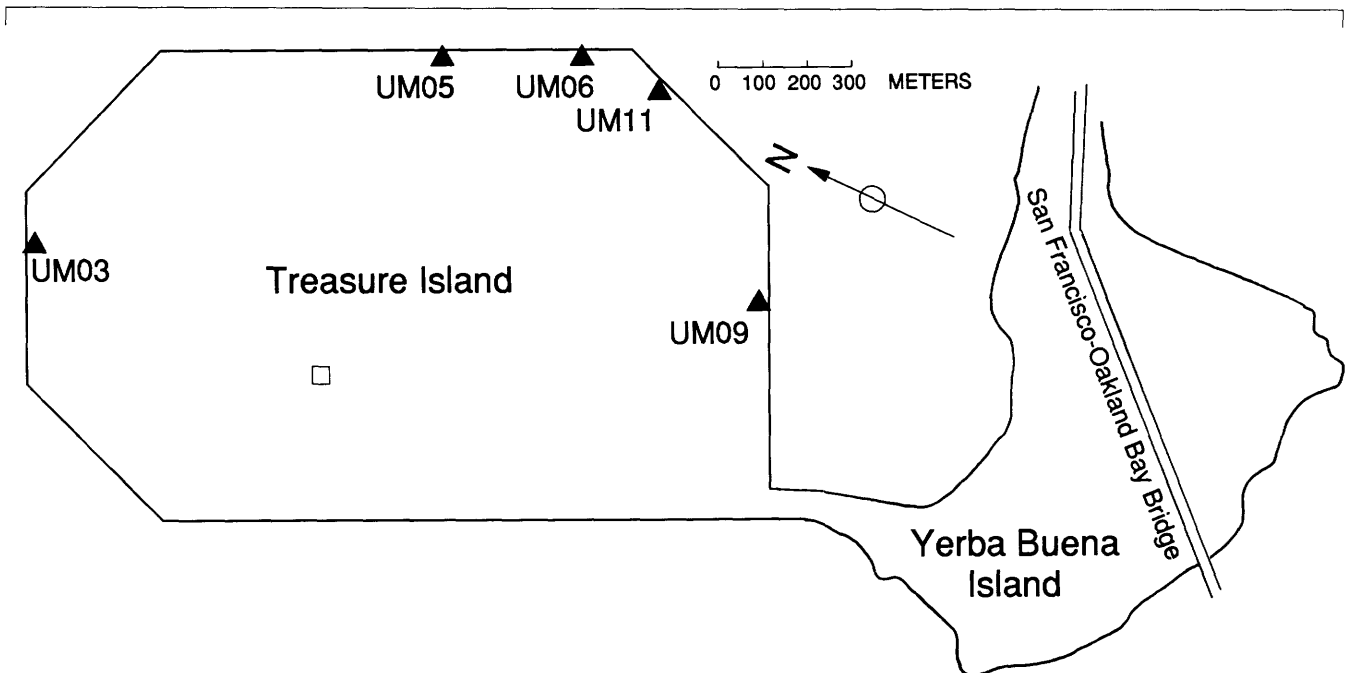 UM05
UM06
UM11
0 100 200 300 METERS
N
San Francisco-Oakland Bay Bridge
UM03
Treasure Island
UM09
Yerba Buena
Island